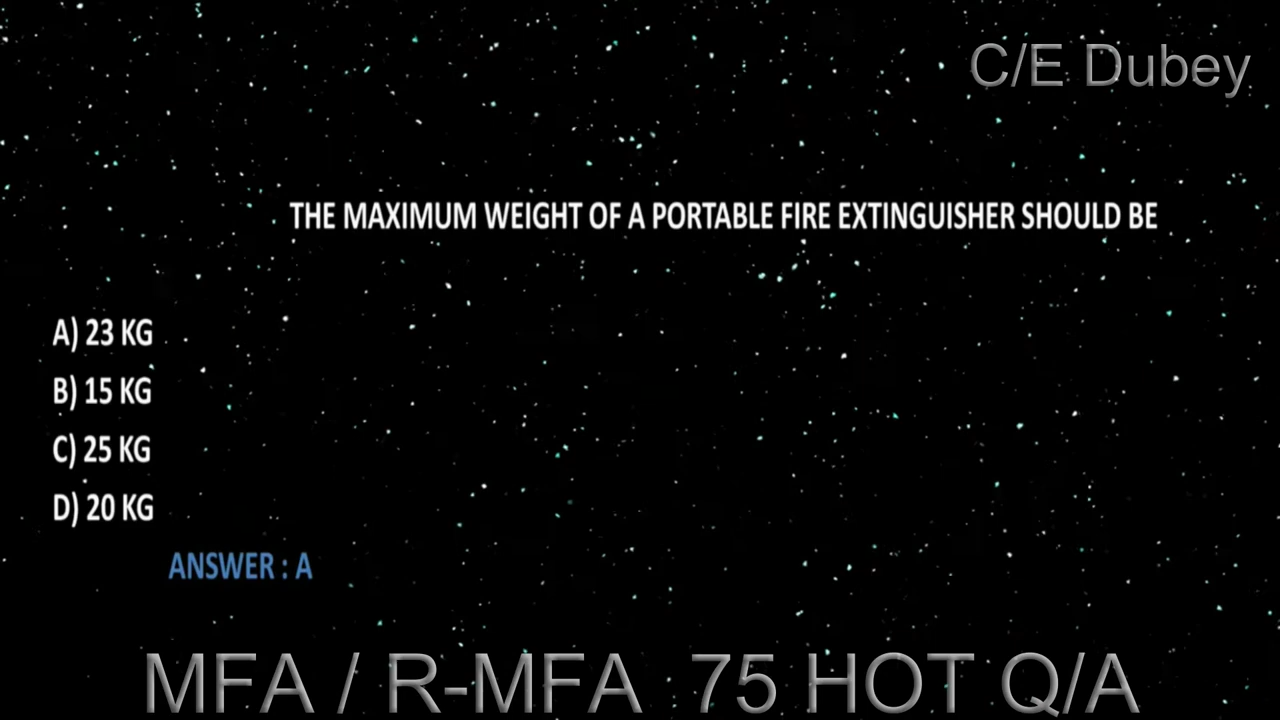 C/E Dubey
THE MAXIMUM WEIGHT OF A PORTABLE FIRE EXTINGUISHER SHOULD BE
A) 23 KG
B) 15 KG
C) 25 KG
D) 20 KG
ANSWER : A
MFA / R-MFA 75 HOT Q/A